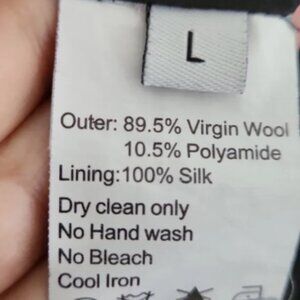 L
Outer: 89.5% Virgin Wool
10.5% Polyamide
Lining:100% Silk
Dry clean only
No Hand wash
No Bleach
Cool Iron